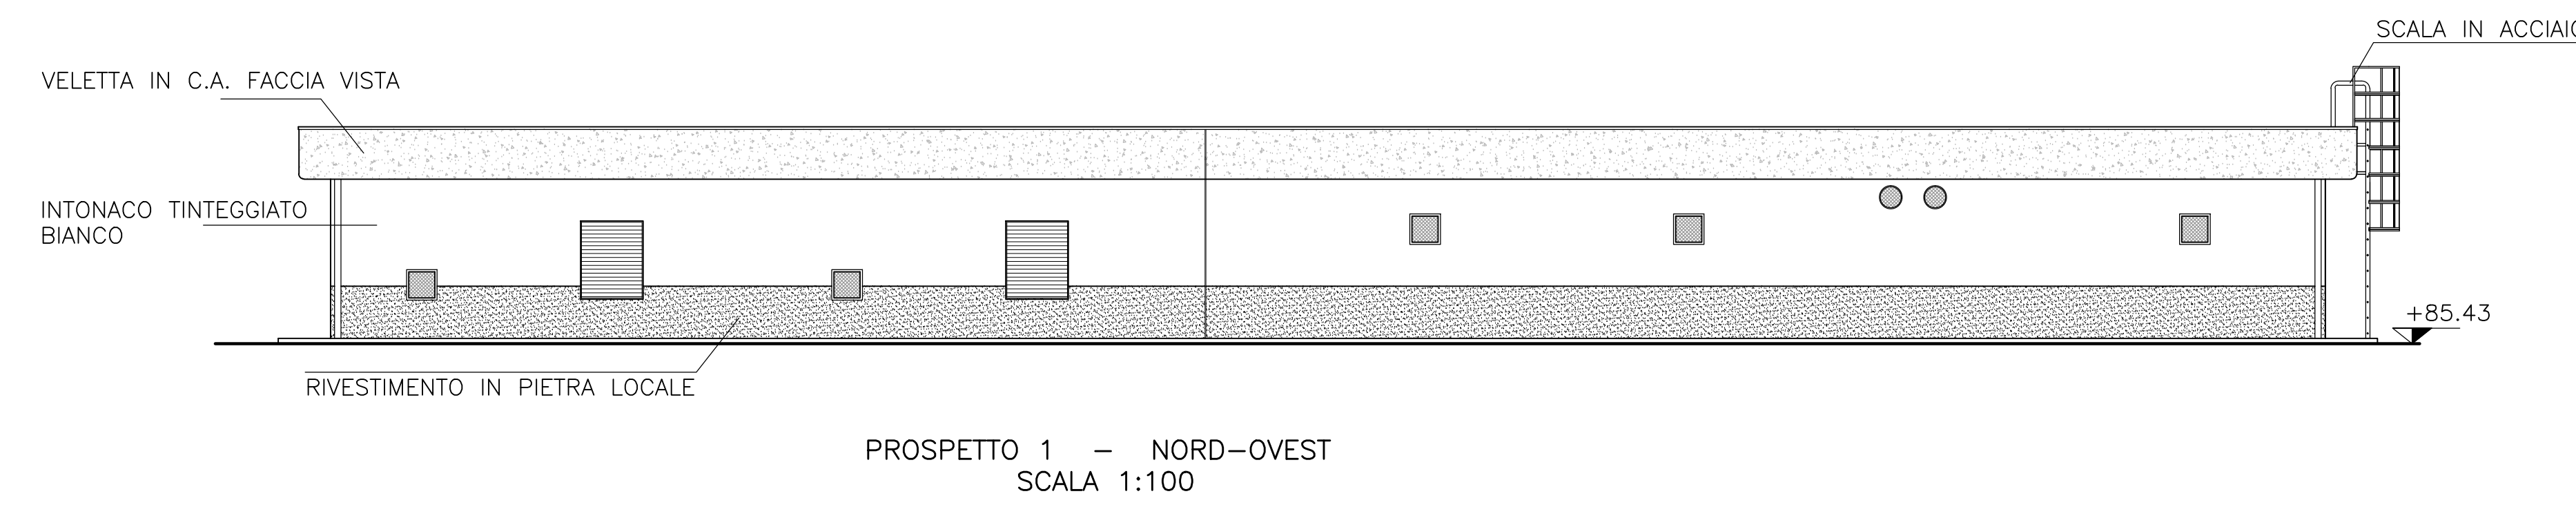 SCALA IN ACCIAIO
VELETTA IN C.A. FACCIA VISTA
INTONACO TINTEGGIATO
BIANCO
+85.43
RIVESTIMENTO IN PIETRA LOCALE
PROSPETTO 1 - NORD-OVEST
SCALA 1:100